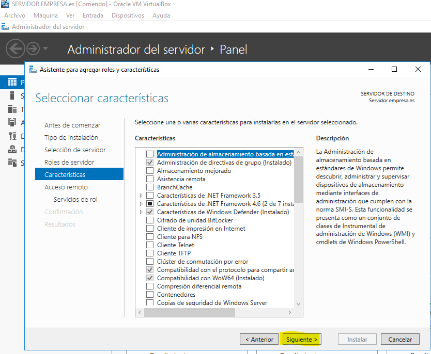 SERVIDOR EMPRESA.es [Corriendo] - Oracle VM VirtualBox
Archivo Máquina Ver Entrada Dispositivos Ayuda
Administrador del servidor
Administrador del servidor • Panel
Asistente para agregar roles y características
Seleccionar características
SERVIDOR DE DESTINO
Servidor.empresa.es
Antes de comenzar
Tipo de instalación
Selección de servidor
Roles de servidor
Características
Acceso remoto
Servicios de rol
Confirmación
Resultados
Seleccione una o varias características para instalarlas en el servidor seleccionado.
Características
Administración de almacenamiento basada en está
Administración de directivas de grupo (Instalado)
Almacenamiento mejorado
Asistencia remota
BranchCache
Características de .NET Framework 3.5
Características de .NET Framework 4.6 (2 de 7 instal
Características de Windows Defender (Instalado)
Cifrado de unidad BitLocker
Cliente de impresión en Internet
Cliente para NFS
Cliente Telnet
Cliente TFTP
Clúster de conmutación por error
Compatibilidad con el protocolo para compartir ar
Compatibilidad con WoW64 (Instalado)
Compresión diferencial remota
Contenedores
Copias de seguridad de Windows Server
Descripción
La Administración de
almacenamiento basada en
estándares de Windows permite
descubrir, administrar y supervisar
dispositivos de almacenamiento
mediante interfaces de
administración que cumplen con la
norma SMI-S. Esta funcionalidad se
presenta como un conjunto de
clases de Instrumental de
administración de Windows (WMI) y
cmdlets de Windows PowerShell.
< Anterior
Siguiente >
Instalar
Cancelar